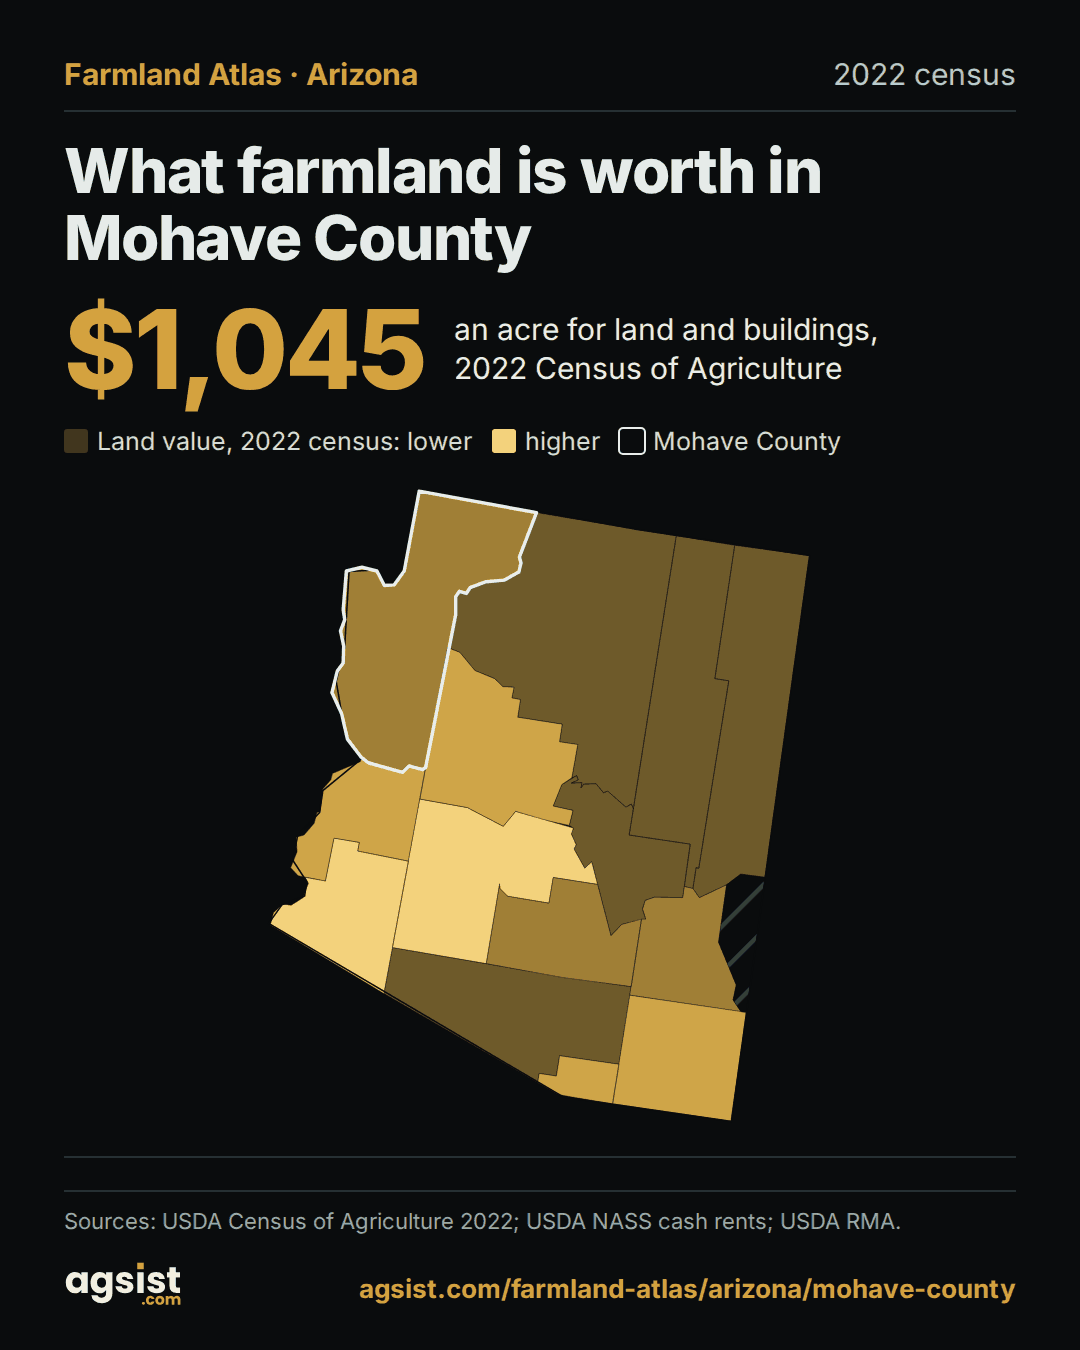 Farmland Atlas · Arizona
2022 census
What farmland is worth in
Mohave County
$1,045
an acre for land and buildings,
2022 Census of Agriculture
Land value, 2022 census: lower
higher
Mohave County
Sources: USDA Census of Agriculture 2022; USDA NASS cash rents; USDA RMA.
agsist
.com
agsist.com/farmland-atlas/arizona/mohave-county